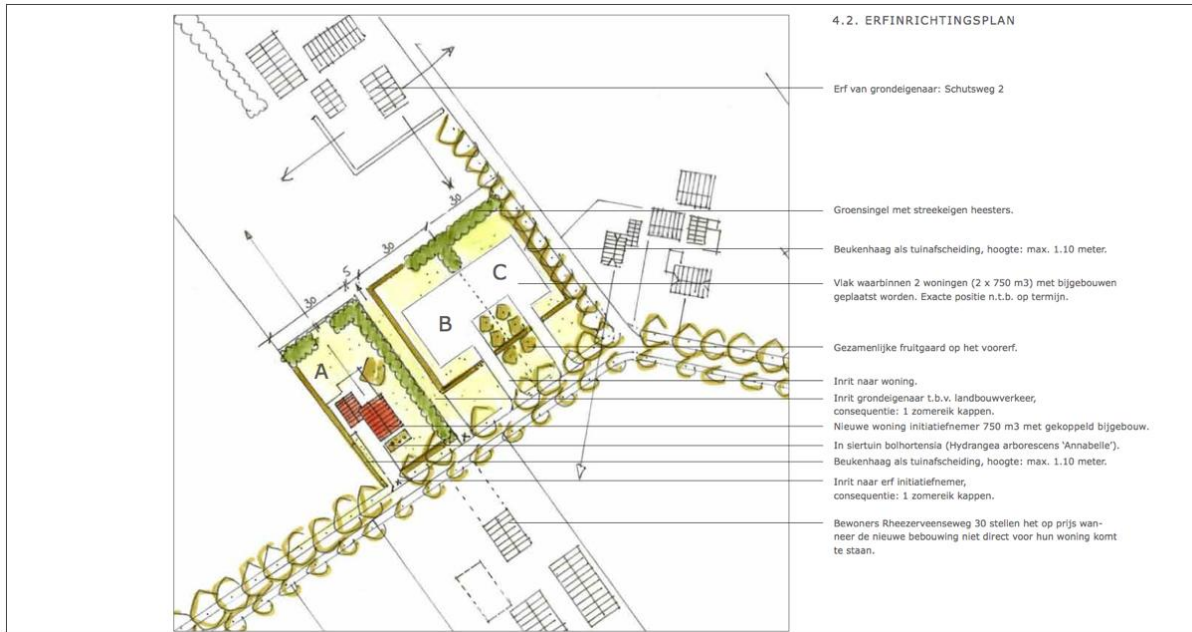 4.2. ERFINRICHTINGSPLAN
Erf van grondeigenaar: Schutsweg 2
Groensingel met streekeigen heesters.
Beukenhaag als tuinafscheiding, hoogte: max. 1.10 meter.
Vlak waarbinnen 2 woningen (2 x 750 m3) met bijgebouwen
geplaatst worden. Exacte positie n.t.b. op termijn.
Gezamenlijke fruitgaard op het voorerf.
Inrit naar woning.
Inrit grondeigenaar t.b.v. landbouwverkeer,
consequentie: 1 zomereik kappen.
Nieuwe woning initiatiefnemer 750 m3 met gekoppeld bijgebouw.
In siertuin bolhortensia (Hydrangea arborescens 'Annabelle').
Beukenhaag als tuinafscheiding, hoogte: max. 1.10 meter.
Inrit naar erf initiatiefnemer,
consequentie: 1 zomereik kappen.
Bewoners Rheezerveenseweg 30 stellen het op prijs wan-
neer de nieuwe bebouwing niet direct voor hun woning komt
te staan.
30
30
5
30
C
B
A